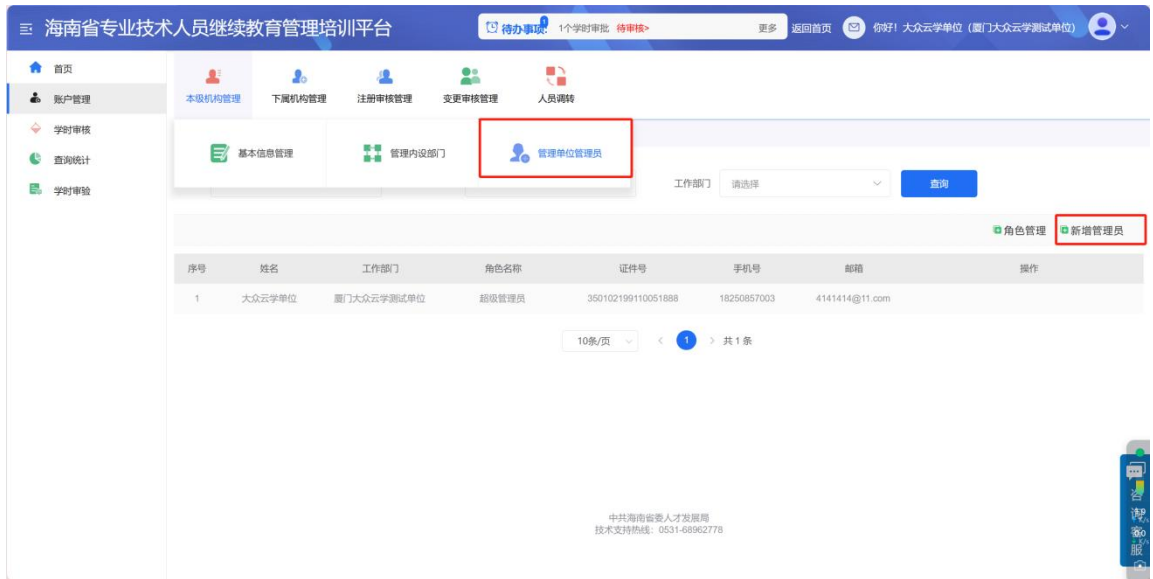 海南省专业技术人员继续教育管理培训平台
待办事项: 1
1个学时审批 待审核>
更多
返回首页
你好! 大众云学单位 (厦门大众云学测试单位)
首页
账户管理
学时审核
查询统计
学时审验
本级机构管理 下属机构管理 注册审核管理 变更审核管理 人员调转
基本信息管理 管理内设部门 管理单位管理员
工作部门 请选择 查询
角色管理 新增管理员
序号 姓名 工作部门 角色名称 证件号 手机号 邮箱 操作
1 大众云学单位 厦门大众云学测试单位 超级管理员 350102199110051888 18250857003 4141414@11.com
10条/页 < 1 > 共 1 条
中共海南省委人才发展局
技术支持热线: 0531-68962778
咨询客服